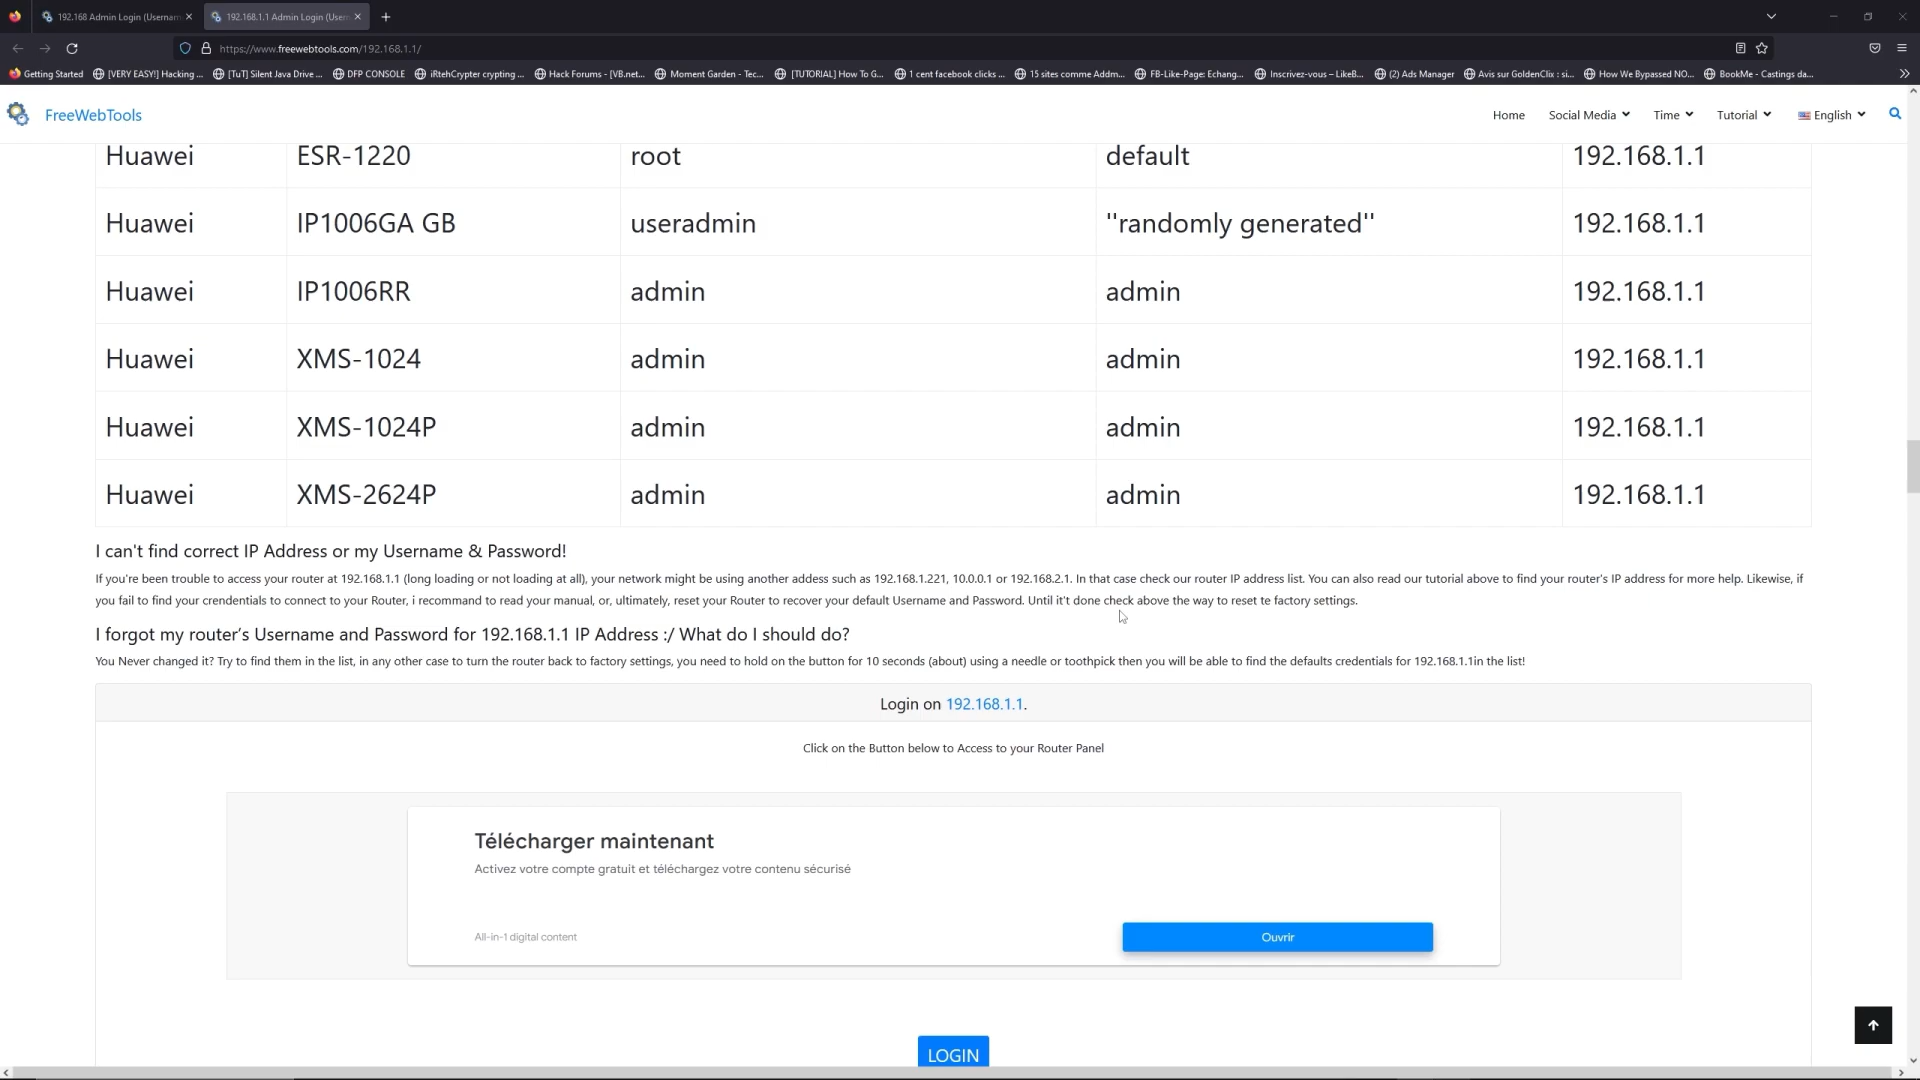 192.168 Admin Login (Usernam
192.168.1.1 Admin Login (User
https://www.freewebtools.com/192.168.1.1/
Getting Started
[VERY EASY!] Hacking ...
[TuT] Silent Java Drive ...
DFP CONSOLE
iRtehCrypter crypting ...
Hack Forums - [VB.net...
Moment Garden - Tec...
[TUTORIAL] How To G...
1 cent facebook clicks ...
15 sites comme Addm...
FB-Like-Page: Echang...
Inscrivez-vous – LikeB...
(2) Ads Manager
Avis sur GoldenClix : si...
How We Bypassed NO...
BookMe - Castings da...
FreeWebTools
Home Social Media Time Tutorial English
Huawei ESR-1220 root default 192.168.1.1
Huawei IP1006GA GB useradmin ''randomly generated'' 192.168.1.1
Huawei IP1006RR admin admin 192.168.1.1
Huawei XMS-1024 admin admin 192.168.1.1
Huawei XMS-1024P admin admin 192.168.1.1
Huawei XMS-2624P admin admin 192.168.1.1
I can't find correct IP Address or my Username & Password!
If you're been trouble to access your router at 192.168.1.1 (long loading or not loading at all), your network might be using another addess such as 192.168.1.221, 10.0.0.1 or 192.168.2.1. In that case check our router IP address list. You can also read our tutorial above to find your router's IP address for more help. Likewise, if
you fail to find your crendentials to connect to your Router, i recommand to read your manual, or, ultimately, reset your Router to recover your default Username and Password. Until it't done check above the way to reset te factory settings.
I forgot my router’s Username and Password for 192.168.1.1 IP Address :/ What do I should do?
You Never changed it? Try to find them in the list, in any other case to turn the router back to factory settings, you need to hold on the button for 10 seconds (about) using a needle or toothpick then you will be able to find the defaults credentials for 192.168.1.1in the list!
Login on 192.168.1.1.
Click on the Button below to Access to your Router Panel
Télécharger maintenant
Activez votre compte gratuit et téléchargez votre contenu sécurisé
All-in-1 digital content
Ouvrir
LOGIN